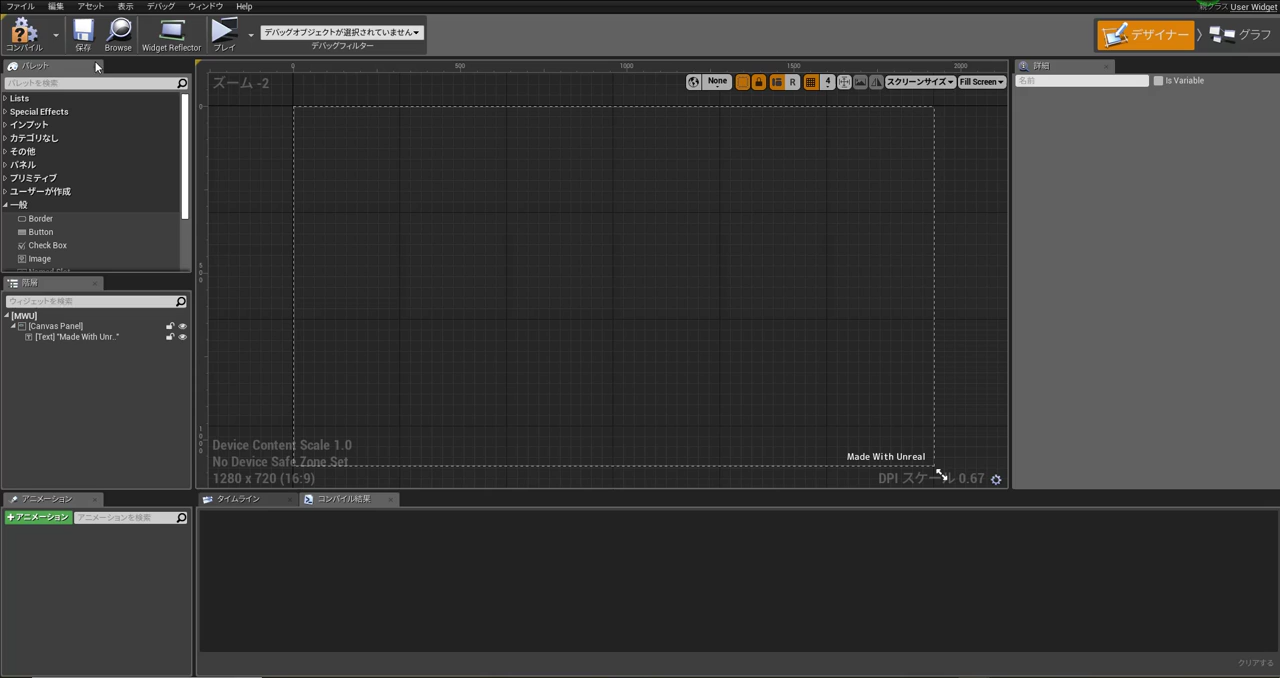 ファイル 編集 アセット 表示 デバッグ ウィンドウ Help
親クラス User Widget
コンパイル 保存 Browse Widget Reflector プレイ
デバッグオブジェクトが選択されていません
デバッグフィルター
デザイナー グラフ
パレット
パレットを検索
Lists
Special Effects
インプット
カテゴリなし
その他
パネル
プリミティブ
ユーザーが作成
一般
Border
Button
Check Box
Image
階層
ウィジェットを検索
[MWU]
[Canvas Panel]
[Text] "Made With Unr.."
0 500 1000 1500 2000
ズーム -2
None R 4 スクリーンサイズ Fill Screen
0
500
1000
Device Content Scale 1.0
No Device Safe Zone Set
1280 x 720 (16:9)
Made With Unreal
DPI スケール 0.67
詳細
名前 Is Variable
アニメーション
+アニメーション アニメーションを検索
タイムライン コンパイル結果
クリアする